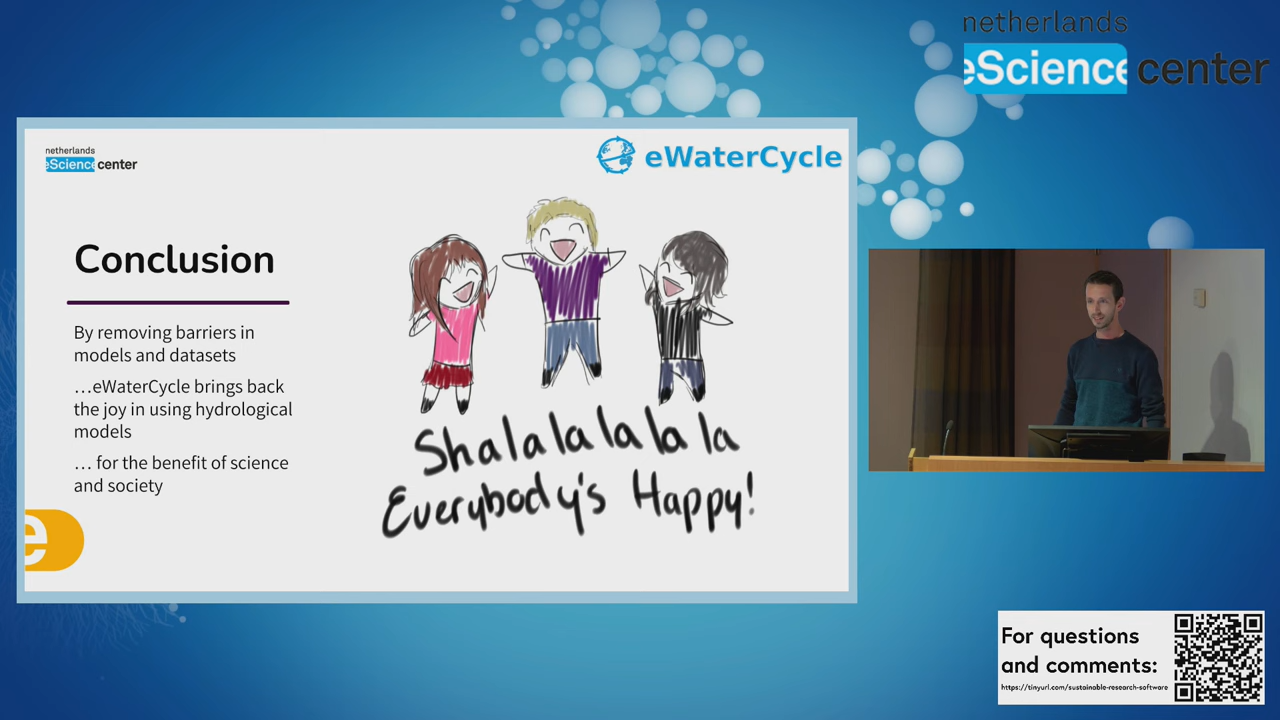 netherlands
eScience center
netherlands
eScience center
eWaterCycle
Conclusion
By removing barriers in
models and datasets
...eWaterCycle brings back
the joy in using hydrological
models
... for the benefit of science
and society
e
Shalalalalala
Everybody's Happy!
For questions
and comments:
https://tinyurl.com/sustainable-research-software